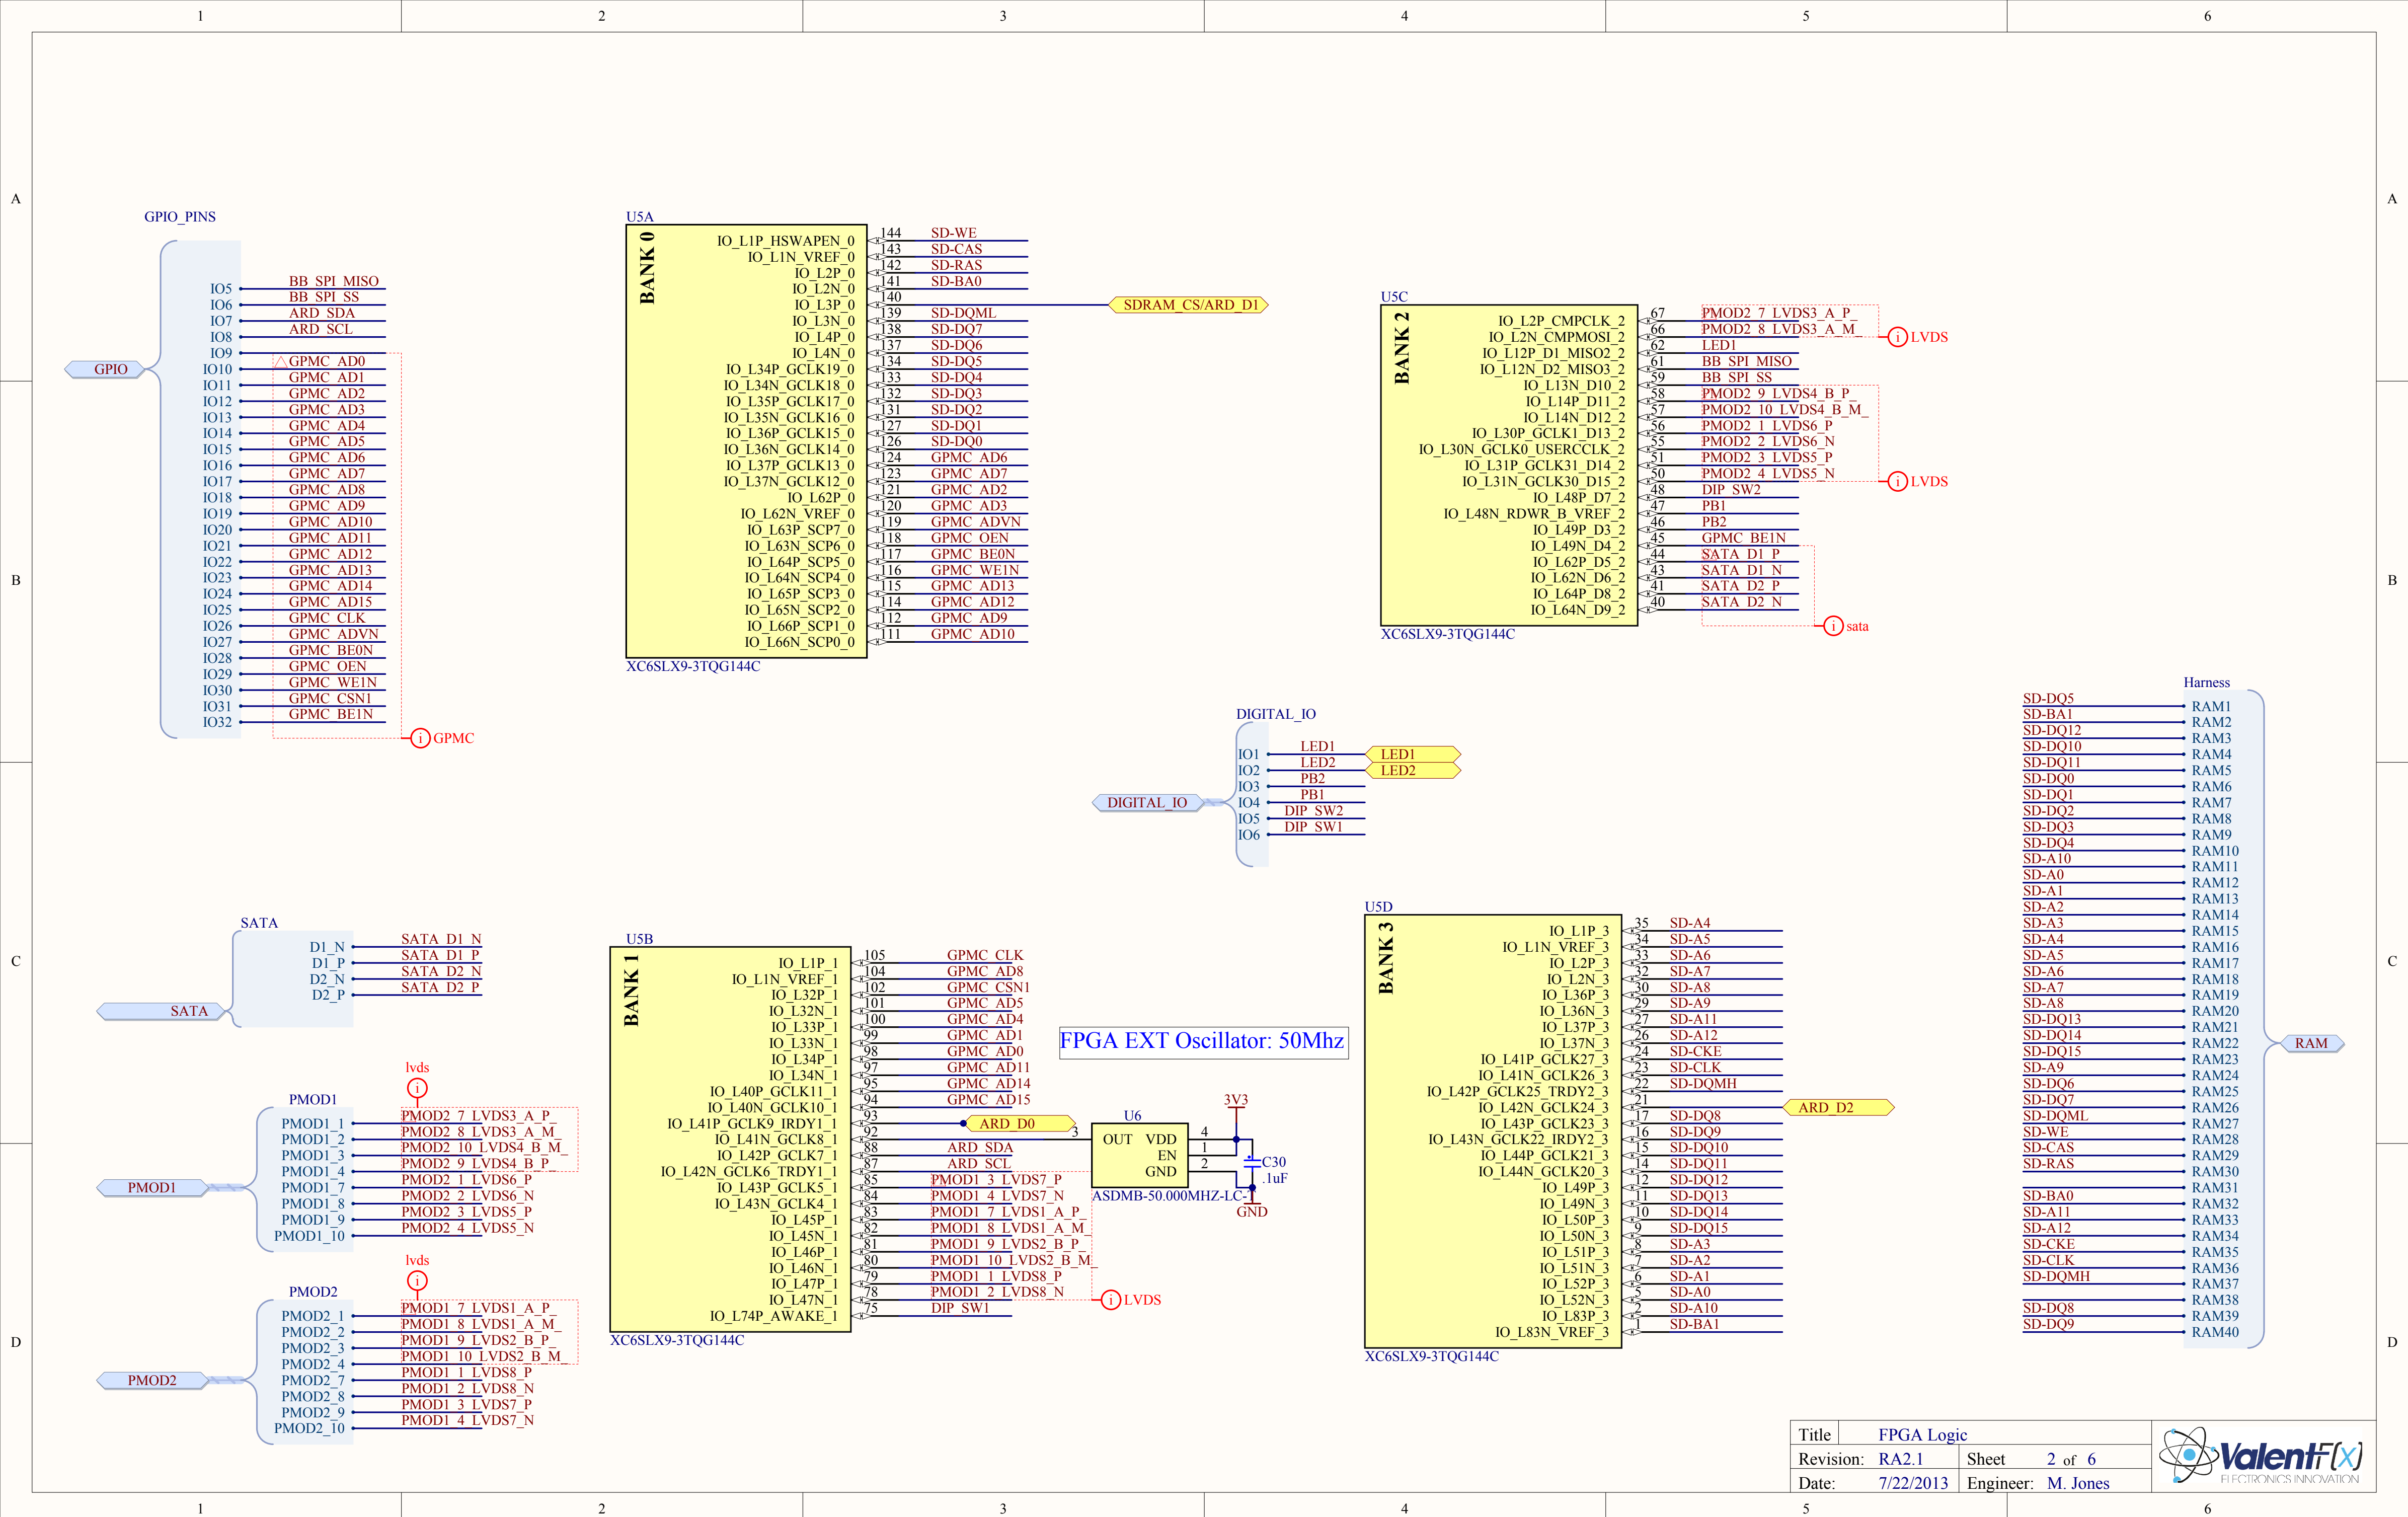 1 2 3 4 5 6
A
B
C
D
GPIO_PINS
GPIO
IO5 BB_SPI_MISO
IO6 BB_SPI_SS
IO7 ARD_SDA
IO8 ARD_SCL
IO9
IO10 GPMC_AD0
IO11 GPMC_AD1
IO12 GPMC_AD2
IO13 GPMC_AD3
IO14 GPMC_AD4
IO15 GPMC_AD5
IO16 GPMC_AD6
IO17 GPMC_AD7
IO18 GPMC_AD8
IO19 GPMC_AD9
IO20 GPMC_AD10
IO21 GPMC_AD11
IO22 GPMC_AD12
IO23 GPMC_AD13
IO24 GPMC_AD14
IO25 GPMC_AD15
IO26 GPMC_CLK
IO27 GPMC_ADVN
IO28 GPMC_BE0N
IO29 GPMC_OEN
IO30 GPMC_WE1N
IO31 GPMC_CSN1
IO32 GPMC_BE1N
i GPMC
U5A
BANK 0
IO_L1P_HSWAPEN_0 144 SD-WE
IO_L1N_VREF_0 143 SD-CAS
IO_L2P_0 142 SD-RAS
IO_L2N_0 141 SD-BA0
IO_L3P_0 140 SDRAM_CS/ARD_D1
IO_L3N_0 139 SD-DQML
IO_L4P_0 138 SD-DQ7
IO_L4N_0 137 SD-DQ6
IO_L34P_GCLK19_0 134 SD-DQ5
IO_L34N_GCLK18_0 133 SD-DQ4
IO_L35P_GCLK17_0 132 SD-DQ3
IO_L35N_GCLK16_0 131 SD-DQ2
IO_L36P_GCLK15_0 127 SD-DQ1
IO_L36N_GCLK14_0 126 SD-DQ0
IO_L37P_GCLK13_0 124 GPMC_AD6
IO_L37N_GCLK12_0 123 GPMC_AD7
IO_L62P_0 121 GPMC_AD2
IO_L62N_VREF_0 120 GPMC_AD3
IO_L63P_SCP7_0 119 GPMC_ADVN
IO_L63N_SCP6_0 118 GPMC_OEN
IO_L64P_SCP5_0 117 GPMC_BE0N
IO_L64N_SCP4_0 116 GPMC_WE1N
IO_L65P_SCP3_0 115 GPMC_AD13
IO_L65N_SCP2_0 114 GPMC_AD12
IO_L66P_SCP1_0 112 GPMC_AD9
IO_L66N_SCP0_0 111 GPMC_AD10
XC6SLX9-3TQG144C
U5C
BANK 2
IO_L2P_CMPCLK_2 67 PMOD2_7_LVDS3_A_P_
IO_L2N_CMPMOSI_2 66 PMOD2_8_LVDS3_A_M_
i LVDS
IO_L12P_D1_MISO2_2 62 LED1
IO_L12N_D2_MISO3_2 61 BB_SPI_MISO
IO_L13N_D10_2 59 BB_SPI_SS
IO_L14P_D11_2 58 PMOD2_9_LVDS4_B_P_
IO_L14N_D12_2 57 PMOD2_10_LVDS4_B_M_
IO_L30P_GCLK1_D13_2 56 PMOD2_1_LVDS6_P
IO_L30N_GCLK0_USERCCLK_2 55 PMOD2_2_LVDS6_N
IO_L31P_GCLK31_D14_2 51 PMOD2_3_LVDS5_P
IO_L31N_GCLK30_D15_2 50 PMOD2_4_LVDS5_N
i LVDS
IO_L48P_D7_2 48 DIP_SW2
IO_L48N_RDWR_B_VREF_2 47 PB1
IO_L49P_D3_2 46 PB2
IO_L49N_D4_2 45 GPMC_BE1N
IO_L62P_D5_2 44 SATA_D1_P
IO_L62N_D6_2 43 SATA_D1_N
IO_L64P_D8_2 41 SATA_D2_P
IO_L64N_D9_2 40 SATA_D2_N
i sata
XC6SLX9-3TQG144C
DIGITAL_IO
DIGITAL_IO
IO1 LED1 LED1
IO2 LED2 LED2
IO3 PB2
IO4 PB1
IO5 DIP_SW2
IO6 DIP_SW1
Harness
RAM
SD-DQ5 RAM1
SD-BA1 RAM2
SD-DQ12 RAM3
SD-DQ10 RAM4
SD-DQ11 RAM5
SD-DQ0 RAM6
SD-DQ1 RAM7
SD-DQ2 RAM8
SD-DQ3 RAM9
SD-DQ4 RAM10
SD-A10 RAM11
SD-A0 RAM12
SD-A1 RAM13
SD-A2 RAM14
SD-A3 RAM15
SD-A4 RAM16
SD-A5 RAM17
SD-A6 RAM18
SD-A7 RAM19
SD-A8 RAM20
SD-DQ13 RAM21
SD-DQ14 RAM22
SD-DQ15 RAM23
SD-A9 RAM24
SD-DQ6 RAM25
SD-DQ7 RAM26
SD-DQML RAM27
SD-WE RAM28
SD-CAS RAM29
SD-RAS RAM30
RAM31
SD-BA0 RAM32
SD-A11 RAM33
SD-A12 RAM34
SD-CKE RAM35
SD-CLK RAM36
SD-DQMH RAM37
RAM38
SD-DQ8 RAM39
SD-DQ9 RAM40
SATA
SATA
D1_N SATA_D1_N
D1_P SATA_D1_P
D2_N SATA_D2_N
D2_P SATA_D2_P
lvds
i
PMOD1
PMOD1
PMOD1_1 PMOD2_7_LVDS3_A_P_
PMOD1_2 PMOD2_8_LVDS3_A_M_
PMOD1_3 PMOD2_10_LVDS4_B_M_
PMOD1_4 PMOD2_9_LVDS4_B_P_
PMOD1_7 PMOD2_1_LVDS6_P
PMOD1_8 PMOD2_2_LVDS6_N
PMOD1_9 PMOD2_3_LVDS5_P
PMOD1_10 PMOD2_4_LVDS5_N
lvds
i
PMOD2
PMOD2
PMOD2_1 PMOD1_7_LVDS1_A_P_
PMOD2_2 PMOD1_8_LVDS1_A_M_
PMOD2_3 PMOD1_9_LVDS2_B_P_
PMOD2_4 PMOD1_10_LVDS2_B_M_
PMOD2_7 PMOD1_1_LVDS8_P
PMOD2_8 PMOD1_2_LVDS8_N
PMOD2_9 PMOD1_3_LVDS7_P
PMOD2_10 PMOD1_4_LVDS7_N
U5B
BANK 1
IO_L1P_1 105 GPMC_CLK
IO_L1N_VREF_1 104 GPMC_AD8
IO_L32P_1 102 GPMC_CSN1
IO_L32N_1 101 GPMC_AD5
IO_L33P_1 100 GPMC_AD4
IO_L33N_1 99 GPMC_AD1
IO_L34P_1 98 GPMC_AD0
IO_L34N_1 97 GPMC_AD11
IO_L40P_GCLK11_1 95 GPMC_AD14
IO_L40N_GCLK10_1 94 GPMC_AD15
IO_L41P_GCLK9_IRDY1_1 93 ARD_D0
IO_L41N_GCLK8_1 92
IO_L42P_GCLK7_1 88 ARD_SDA
IO_L42N_GCLK6_TRDY1_1 87 ARD_SCL
IO_L43P_GCLK5_1 85 PMOD1_3_LVDS7_P
IO_L43N_GCLK4_1 84 PMOD1_4_LVDS7_N
IO_L45P_1 83 PMOD1_7_LVDS1_A_P_
IO_L45N_1 82 PMOD1_8_LVDS1_A_M_
IO_L46P_1 81 PMOD1_9_LVDS2_B_P_
IO_L46N_1 80 PMOD1_10_LVDS2_B_M_
IO_L47P_1 79 PMOD1_1_LVDS8_P
IO_L47N_1 78 PMOD1_2_LVDS8_N
i LVDS
IO_L74P_AWAKE_1 75 DIP_SW1
XC6SLX9-3TQG144C
FPGA EXT Oscillator: 50Mhz
U6
3V3
3 OUT VDD 4
EN 1
GND 2
C30
.1uF
ASDMB-50.000MHZ-LC-T
GND
U5D
BANK 3
IO_L1P_3 35 SD-A4
IO_L1N_VREF_3 34 SD-A5
IO_L2P_3 33 SD-A6
IO_L2N_3 32 SD-A7
IO_L36P_3 30 SD-A8
IO_L36N_3 29 SD-A9
IO_L37P_3 27 SD-A11
IO_L37N_3 26 SD-A12
IO_L41P_GCLK27_3 24 SD-CKE
IO_L41N_GCLK26_3 23 SD-CLK
IO_L42P_GCLK25_TRDY2_3 22 SD-DQMH
IO_L42N_GCLK24_3 21 ARD_D2
IO_L43P_GCLK23_3 17 SD-DQ8
IO_L43N_GCLK22_IRDY2_3 16 SD-DQ9
IO_L44P_GCLK21_3 15 SD-DQ10
IO_L44N_GCLK20_3 14 SD-DQ11
IO_L49P_3 12 SD-DQ12
IO_L49N_3 11 SD-DQ13
IO_L50P_3 10 SD-DQ14
IO_L50N_3 9 SD-DQ15
IO_L51P_3 8 SD-A3
IO_L51N_3 7 SD-A2
IO_L52P_3 6 SD-A1
IO_L52N_3 5 SD-A0
IO_L83P_3 2 SD-A10
IO_L83N_VREF_3 1 SD-BA1
XC6SLX9-3TQG144C
Title FPGA Logic
Revision: RA2.1 Sheet 2 of 6
Date: 7/22/2013 Engineer: M. Jones
ValentF(x)
ELECTRONICS INNOVATION
A
B
C
D
1 2 3 4 5 6